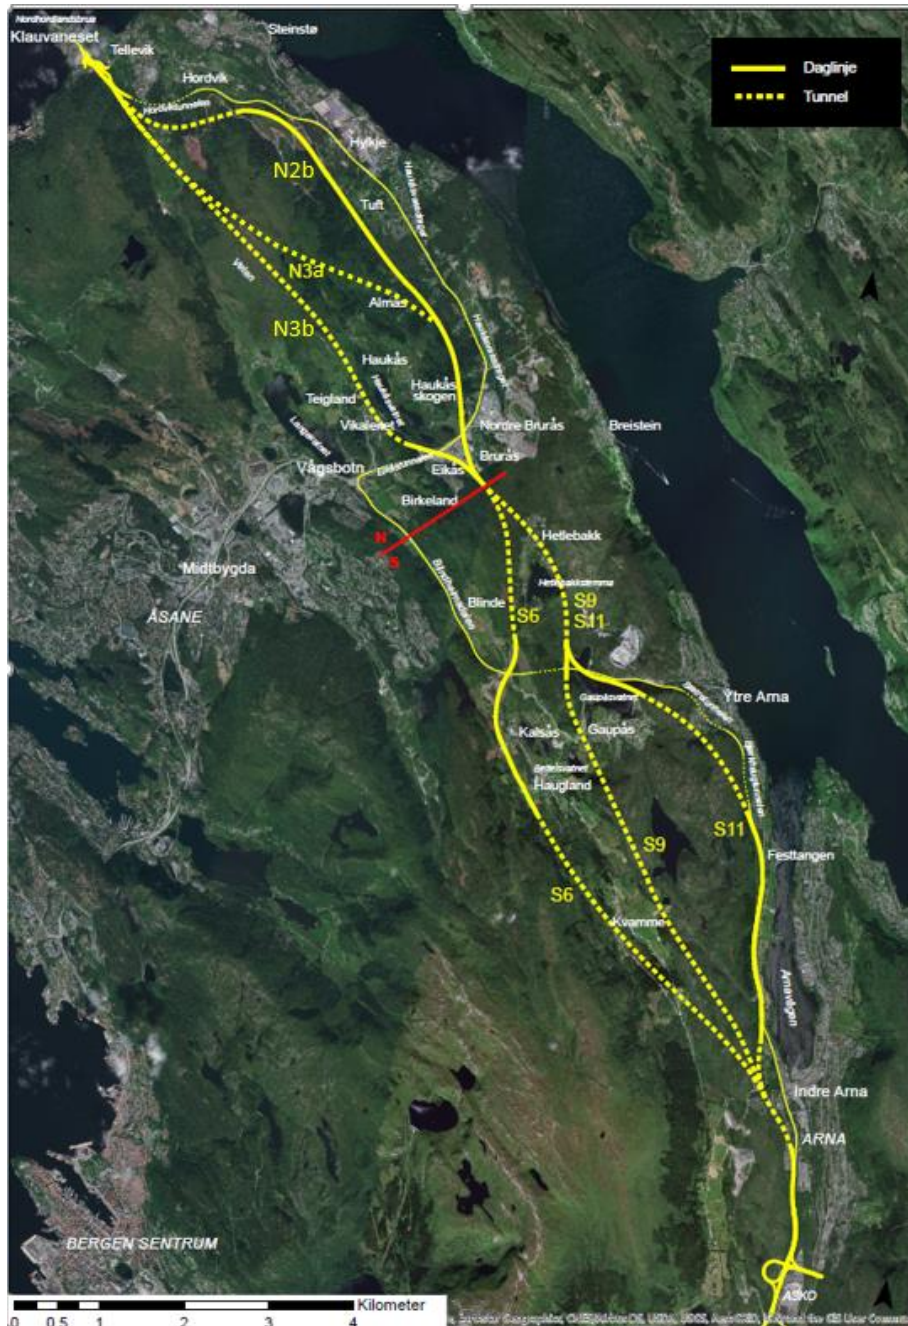 Nordhordlandsbrua
Klauvaneset
Tellevik
Steinstø
Daglinje
Tunnel
Hordvik
Hordviktunnelen
Hylkje
N2b
Tuft
N3a
Almås
N3b
Haukås
Haukås
skogen
Teigland
Vikaleitet
Nordre Brurås
Breistein
Brurås
Vågsbotn
Eikås
Birkeland
N
S
Hetlebakk
Midtbygda
ÅSANE
Blinde
S6
S9
S11
Ytre Arna
Gaupåsvatnet
Kalsås
Gaupås
Haugland
S11
S9
Festtangen
S6
Kvamme
Arnavågen
Indre Arna
ARNA
BERGEN SENTRUM
ASKO
Kilometer
0 0,5 1 2 3 4